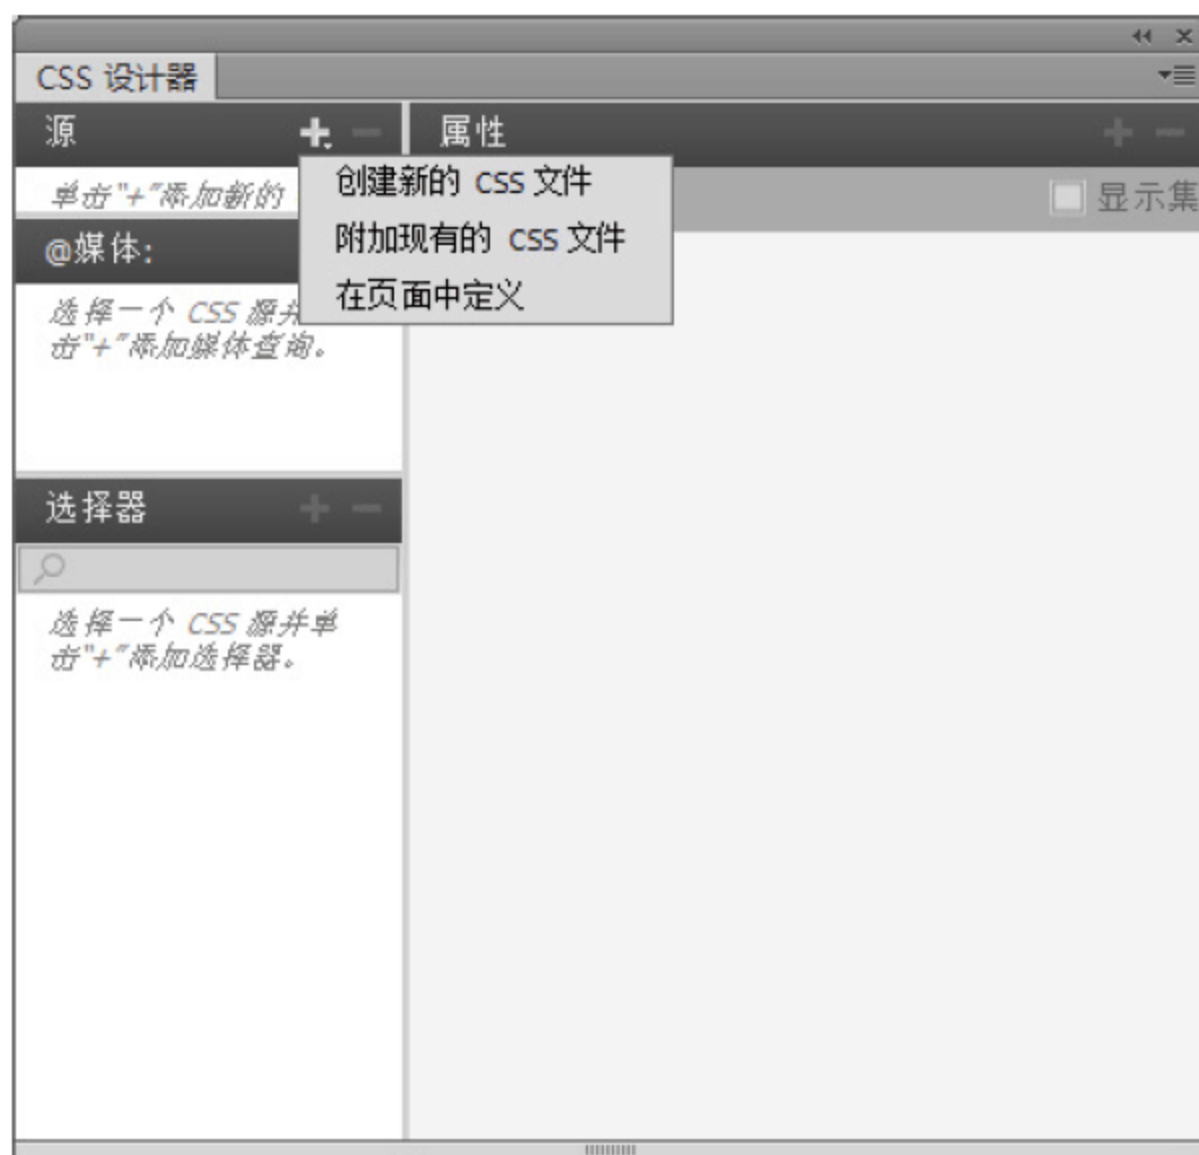 CSS 设计器
源
属性
单击"+"添加新的
创建新的 CSS 文件
附加现有的 CSS 文件
在页面中定义
显示集
@媒体:
选择一个 CSS 源并
击"+"添加媒体查询。
选择器
选择一个 CSS 源并单
击"+"添加选择器。